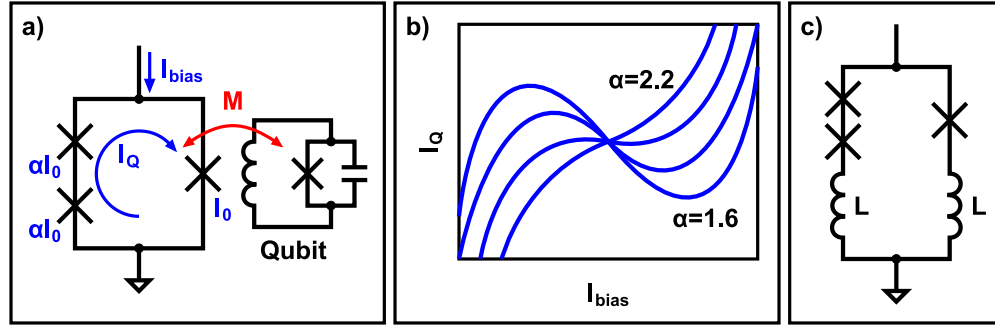 a)
I_bias
M
αI_0
I_Q
αI_0
I_0
Qubit
b)
α=2.2
I_Q
α=1.6
I_bias
c)
L
L